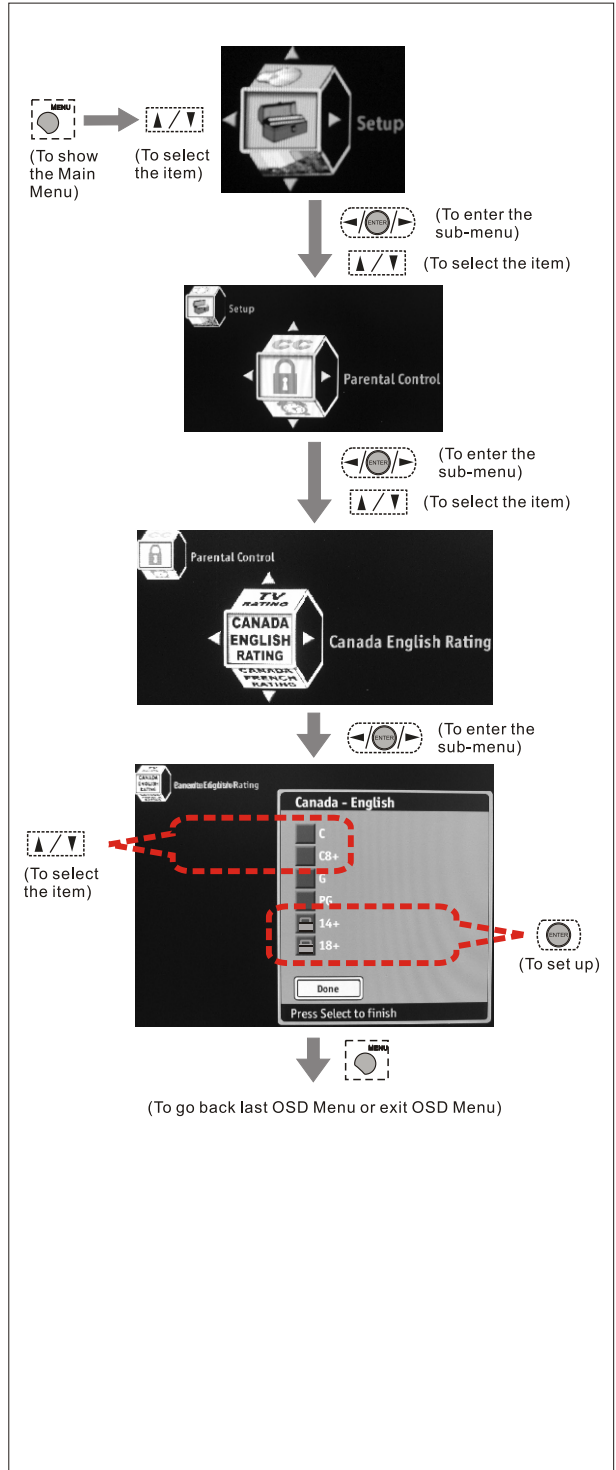 MENU
(To show
the Main
Menu)
(To select
the item)
Setup
ENTER
(To enter the
sub-menu)
(To select the item)
Setup
CC
Parental Control
ENTER
(To enter the
sub-menu)
(To select the item)
Parental Control
TV
RATING
CANADA
ENGLISH
RATING
CANADA
FRENCH
RATING
Canada English Rating
ENTER
(To enter the
sub-menu)
CANADA
ENGLISH
RATING
Rating
Canada - English
C
C8+
G
PG
14+
18+
Done
Press Select to finish
(To select
the item)
ENTER
(To set up)
MENU
(To go back last OSD Menu or exit OSD Menu)